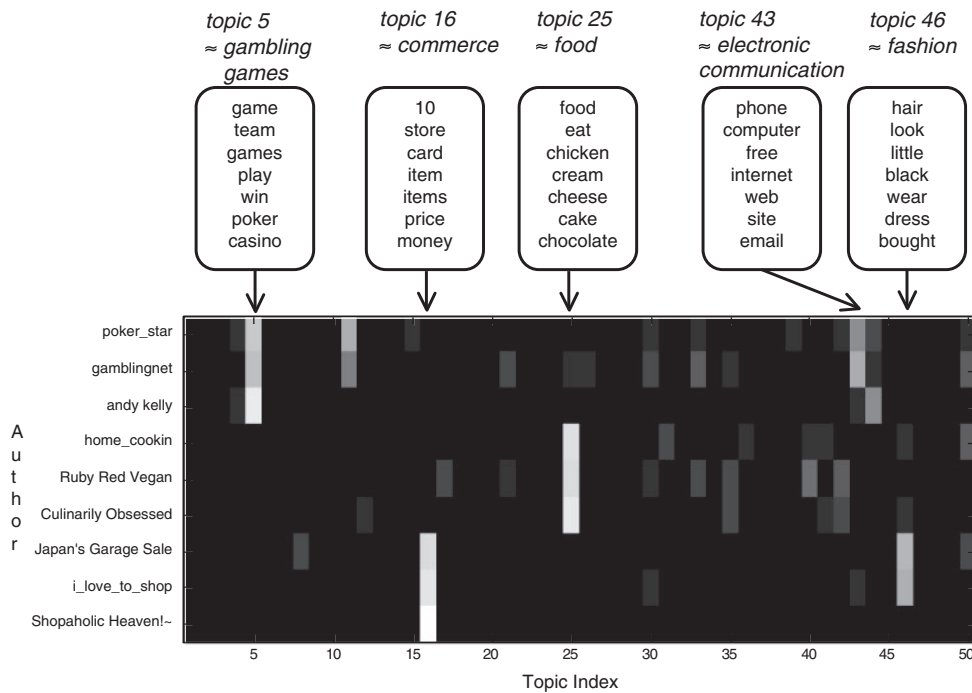 topic 5
≈ gambling
games
topic 16
≈ commerce
topic 25
≈ food
topic 43
≈ electronic
communication
topic 46
≈ fashion
game
team
games
play
win
poker
casino
10
store
card
item
items
price
money
food
eat
chicken
cream
cheese
cake
chocolate
phone
computer
free
internet
web
site
email
hair
look
little
black
wear
dress
bought
Author
poker_star
gamblingnet
andy kelly
home_cookin
Ruby Red Vegan
Culinarily Obsessed
Japan's Garage Sale
i_love_to_shop
Shopaholic Heaven!~
5 10 15 20 25 30 35 40 45 50
Topic Index